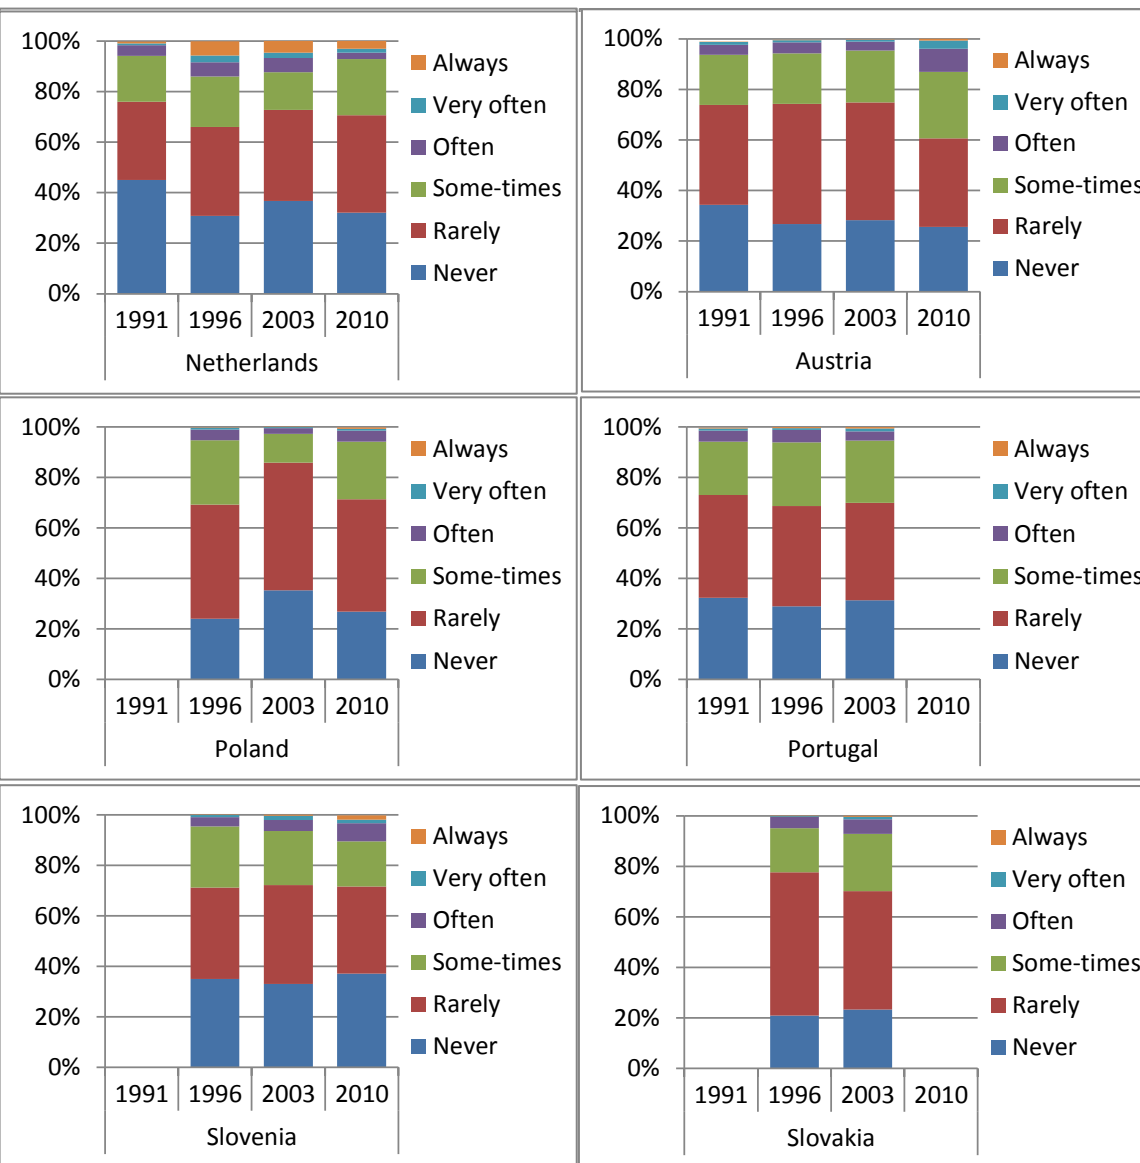 100%
80%
60%
40%
20%
0%
1991 1996 2003 2010
Netherlands
Always
Very often
Often
Some-times
Rarely
Never
100%
80%
60%
40%
20%
0%
1991 1996 2003 2010
Austria
Always
Very often
Often
Some-times
Rarely
Never
100%
80%
60%
40%
20%
0%
1991 1996 2003 2010
Poland
Always
Very often
Often
Some-times
Rarely
Never
100%
80%
60%
40%
20%
0%
1991 1996 2003 2010
Portugal
Always
Very often
Often
Some-times
Rarely
Never
100%
80%
60%
40%
20%
0%
1991 1996 2003 2010
Slovenia
Always
Very often
Often
Some-times
Rarely
Never
100%
80%
60%
40%
20%
0%
1991 1996 2003 2010
Slovakia
Always
Very often
Often
Some-times
Rarely
Never